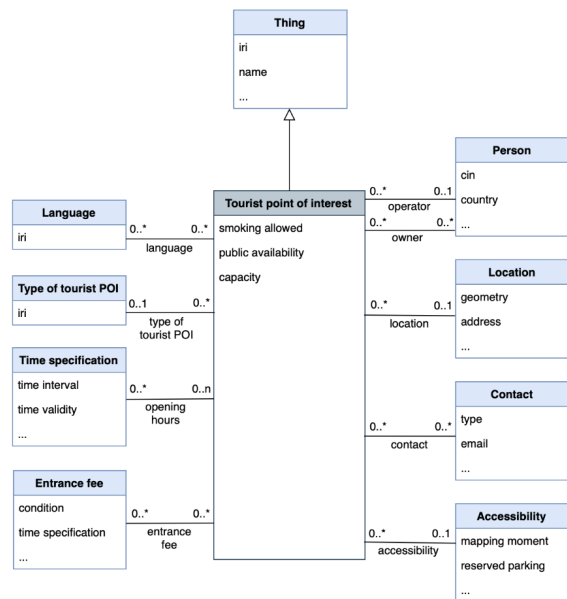 Thing
iri
name
...
Person
cin
country
...
Tourist point of interest
smoking allowed
public availability
capacity
0..* 0..1
operator
0..* 0..*
owner
Language
iri
0..* 0..*
language
Location
geometry
address
...
0..* 0..1
location
Type of tourist POI
iri
0..1 0..*
type of
tourist POI
Time specification
time interval
time validity
...
0..* 0..n
opening
hours
Contact
type
email
...
0..* 0..*
contact
Entrance fee
condition
time specification
...
0..* 0..*
entrance
fee
Accessibility
mapping moment
reserved parking
...
0..* 0..1
accessibility